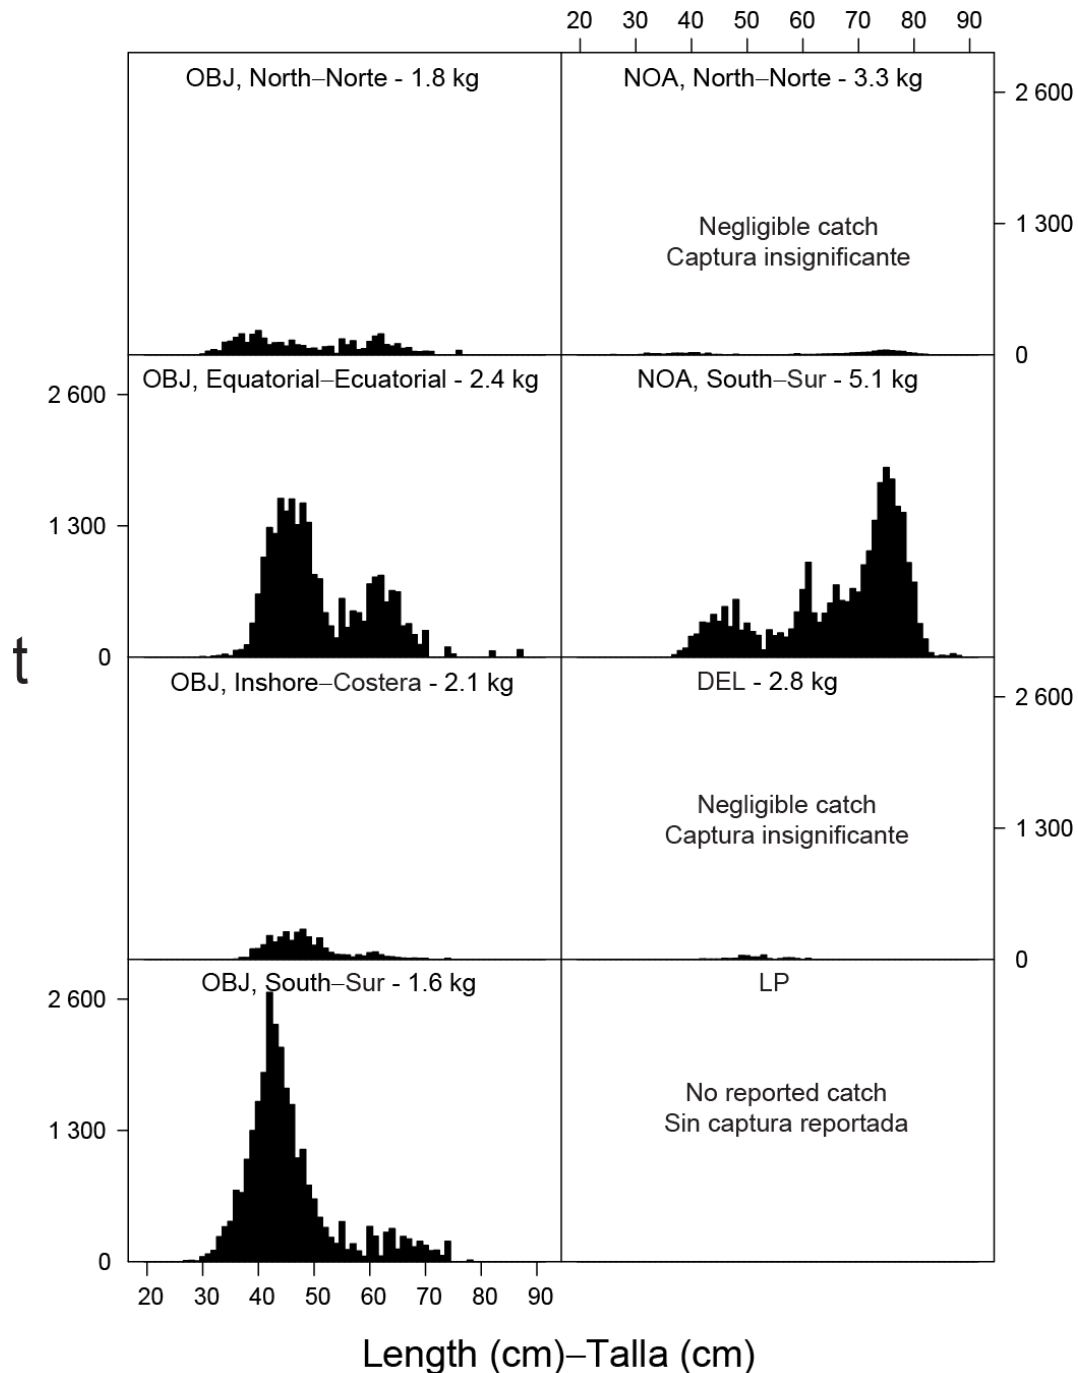 20 30 40 50 60 70 80 90
OBJ, North–Norte - 1.8 kg
NOA, North–Norte - 3.3 kg
2 600
1 300
0
Negligible catch
Captura insignificante
OBJ, Equatorial–Ecuatorial - 2.4 kg
2 600
1 300
0
NOA, South–Sur - 5.1 kg
t
OBJ, Inshore–Costera - 2.1 kg
DEL - 2.8 kg
2 600
1 300
0
Negligible catch
Captura insignificante
OBJ, South–Sur - 1.6 kg
2 600
1 300
0
LP
No reported catch
Sin captura reportada
20 30 40 50 60 70 80 90
Length (cm)–Talla (cm)